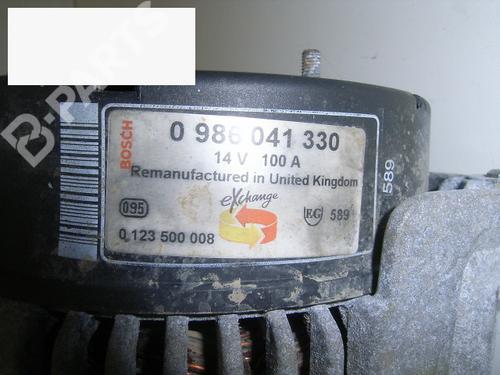 B-PARTS
BOSCH
0 986 041 330
14 V 100 A
Remanufactured in United Kingdom
eXchange
095
EG 589
0 123 500 008
589